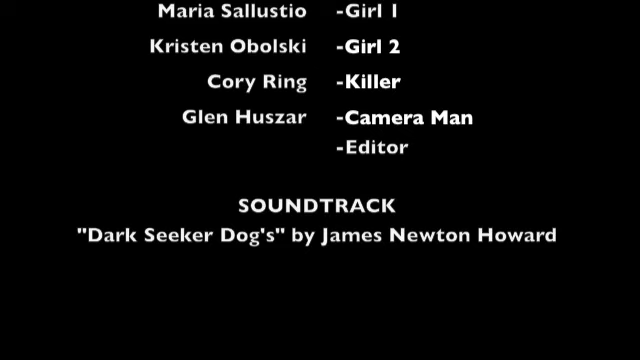 Maria Sallustio -Girl 1
Kristen Obolski -Girl 2
Cory Ring -Killer
Glen Huszar -Camera Man
-Editor
SOUNDTRACK
"Dark Seeker Dog's" by James Newton Howard